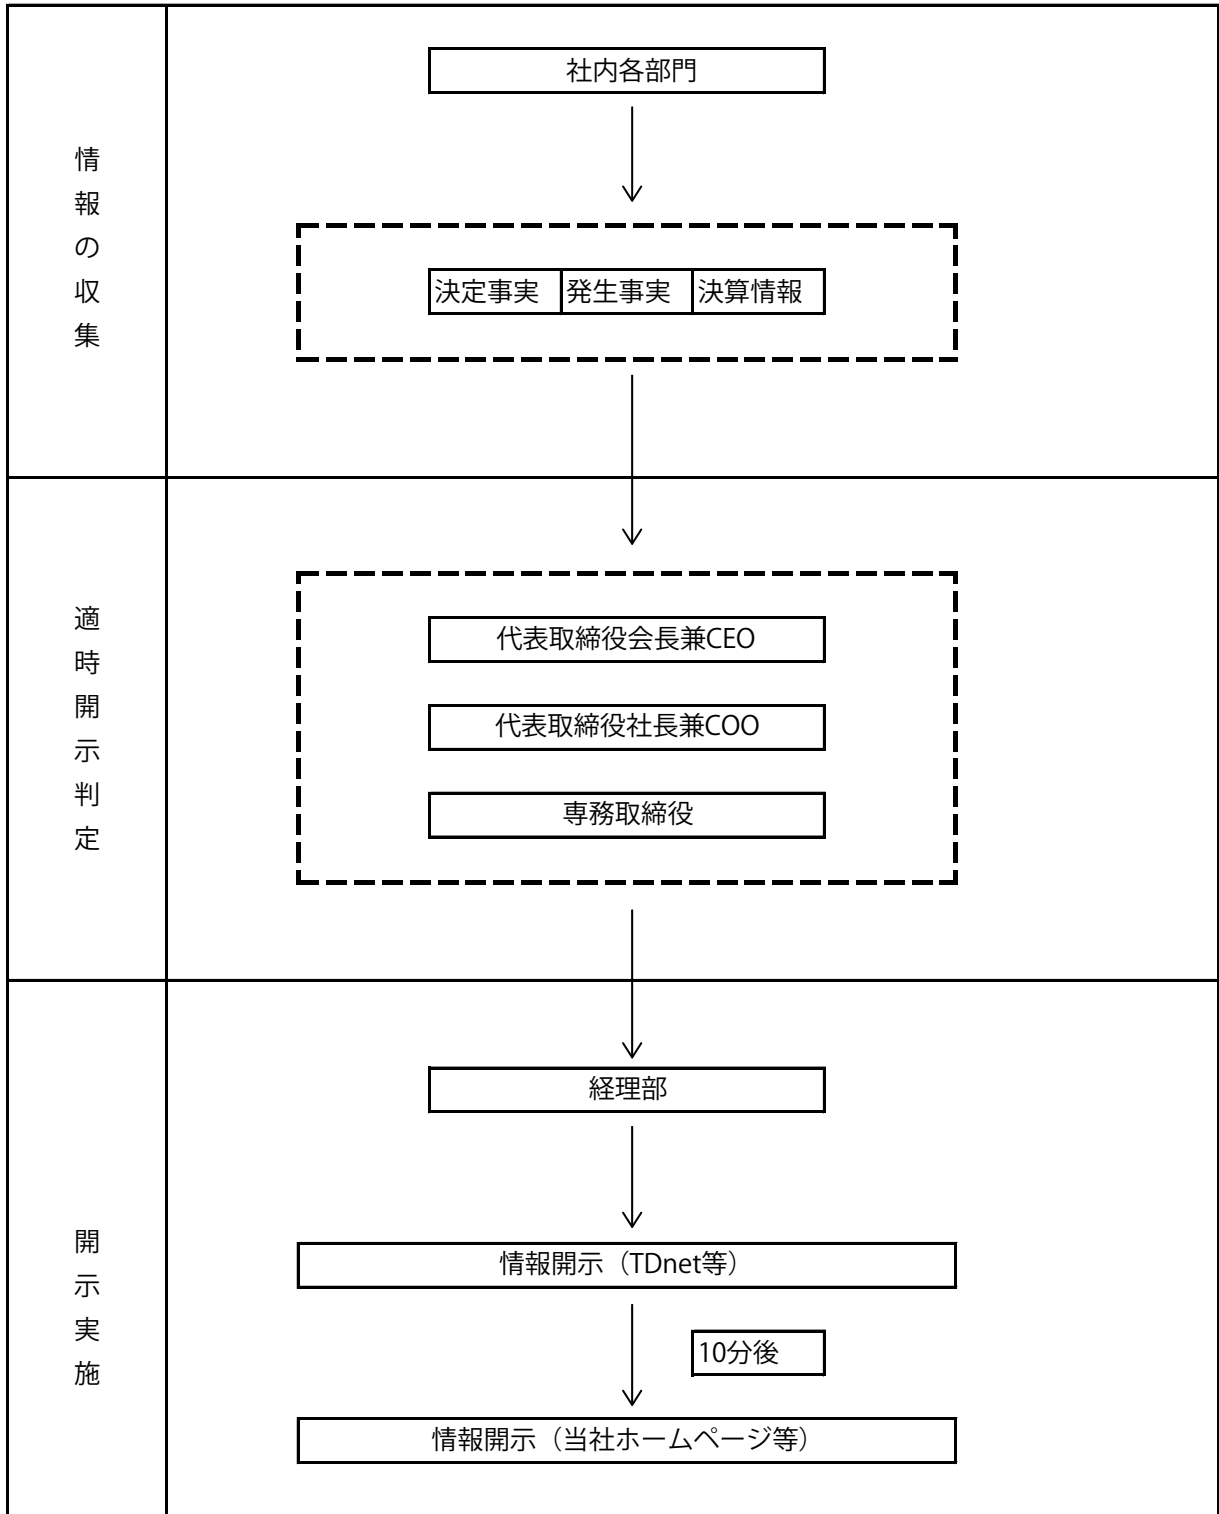 情報の収集
社内各部門
決定事実 発生事実 決算情報
適時開示判定
代表取締役会長兼CEO
代表取締役社長兼COO
専務取締役
開示実施
経理部
情報開示（TDnet等）
10分後
情報開示（当社ホームページ等）